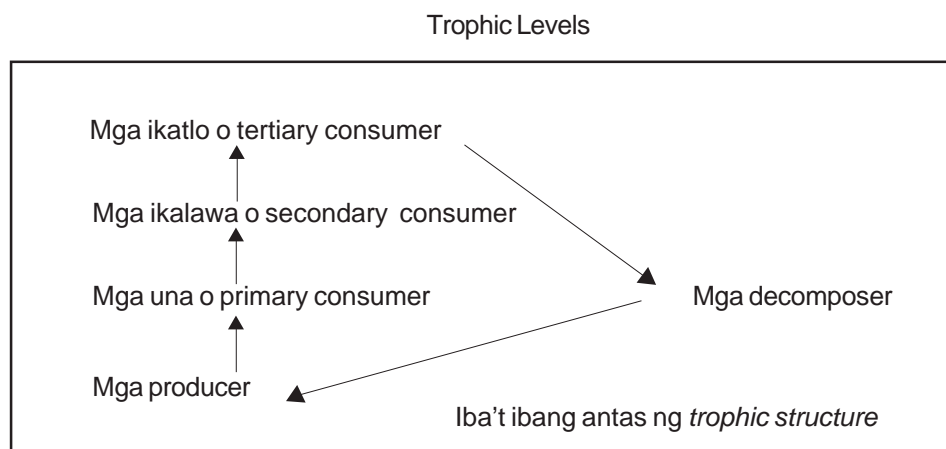 Trophic Levels
Mga ikatlo o tertiary consumer
Mga ikalawa o secondary consumer
Mga una o primary consumer
Mga decomposer
Mga producer
Iba't ibang antas ng trophic structure